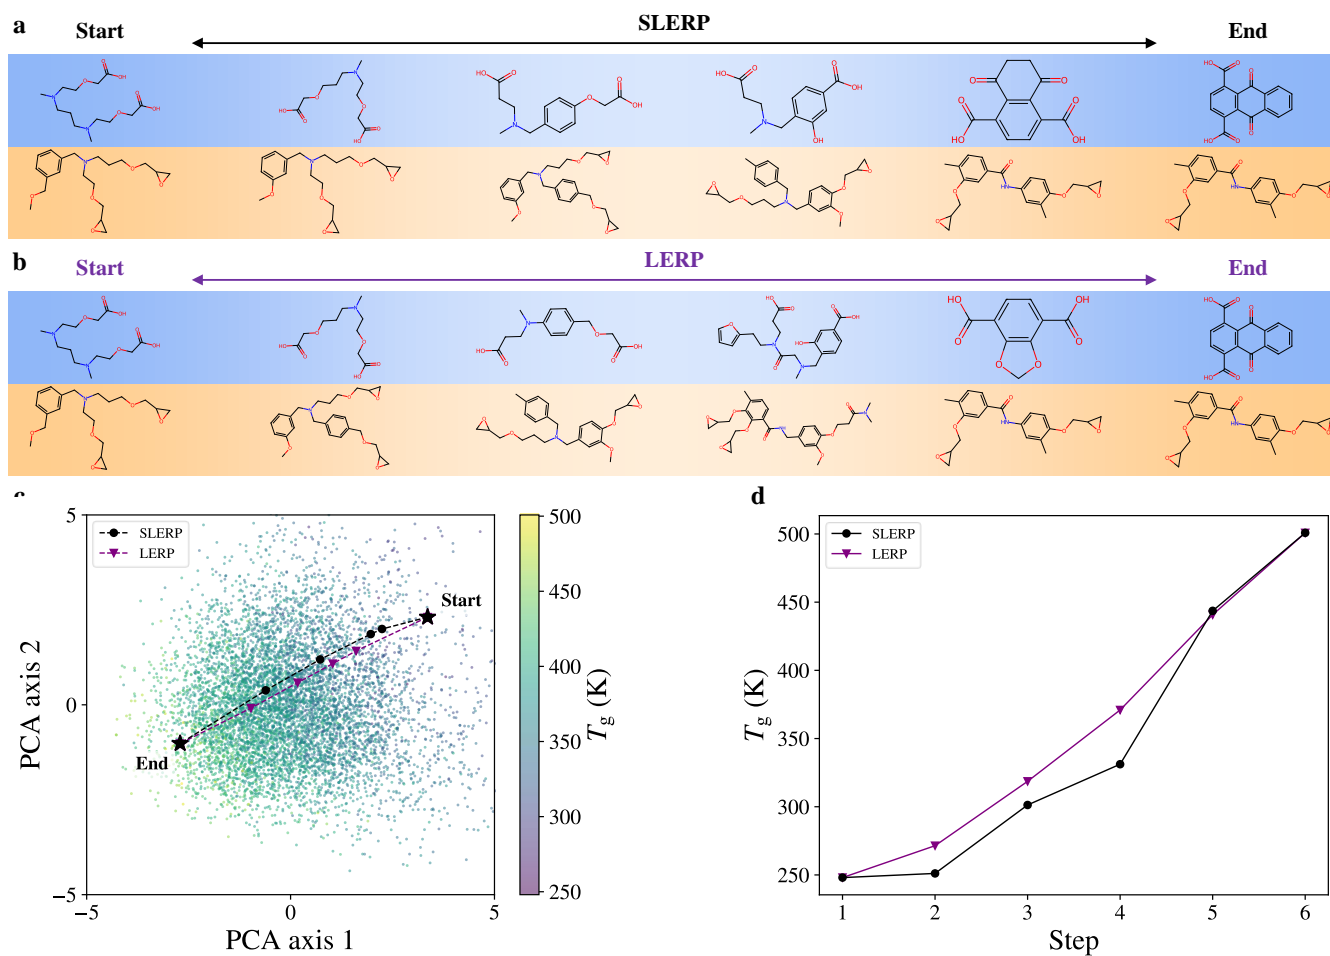 a
SLERP
Start
End
b
LERP
Start
End
c
SLERP
LERP
Start
End
5
0
−5
−5
0
5
PCA axis 1
PCA axis 2
500
450
400
350
300
250
Tg (K)
d
SLERP
LERP
500
450
400
350
300
250
Tg (K)
1 2 3 4 5 6
Step